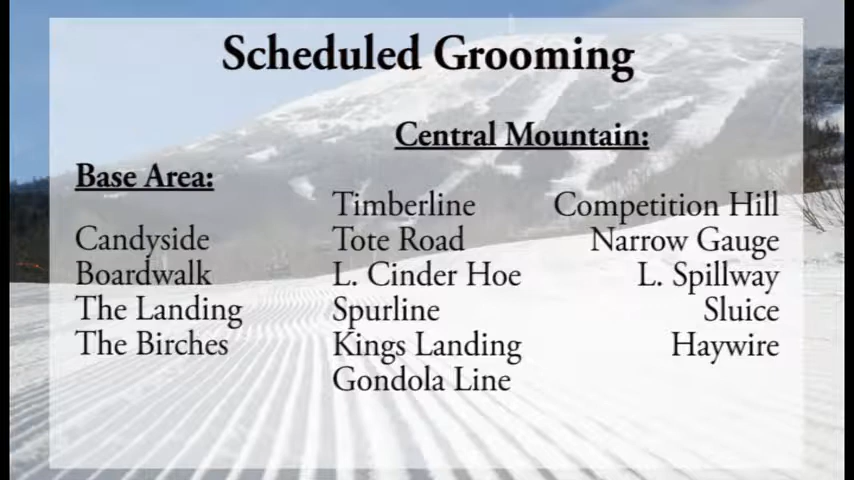 Scheduled Grooming
Base Area:
Candyside
Boardwalk
The Landing
The Birches
Central Mountain:
Timberline
Tote Road
L. Cinder Hoe
Spurline
Kings Landing
Gondola Line
Competition Hill
Narrow Gauge
L. Spillway
Sluice
Haywire